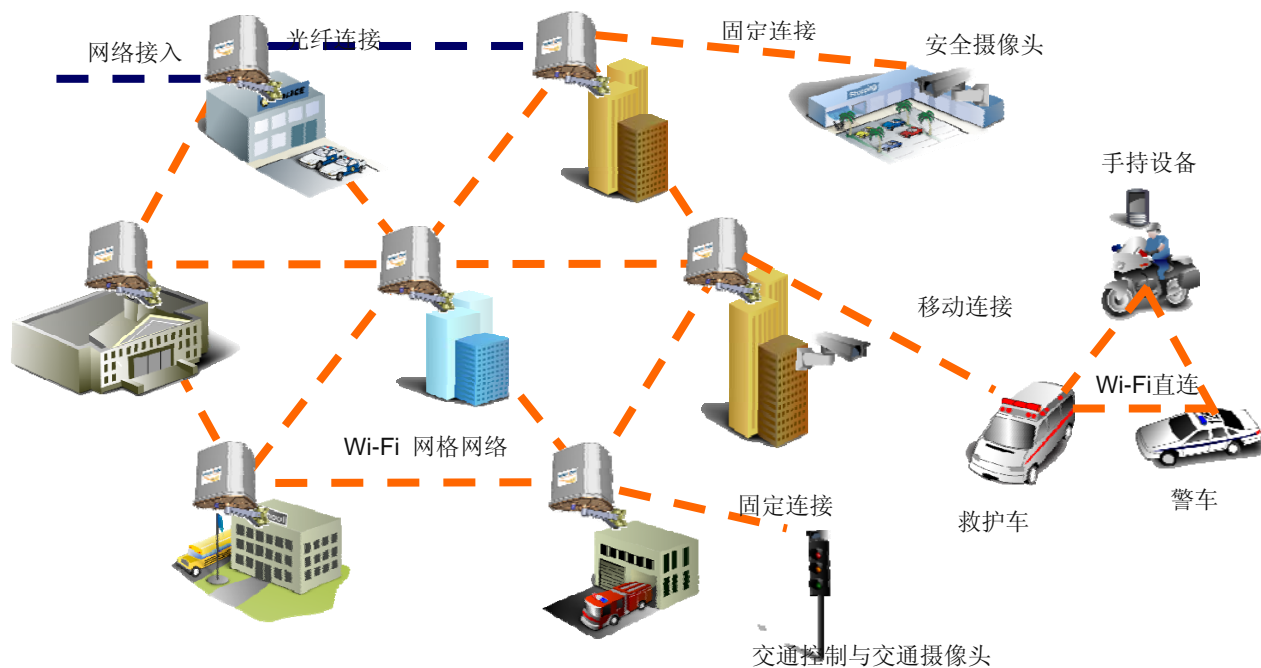 网络接入
光纤连接
固定连接
安全摄像头
POLICE
手持设备
移动连接
Wi-Fi直连
Wi-Fi 网格网络
固定连接
救护车
警车
交通控制与交通摄像头